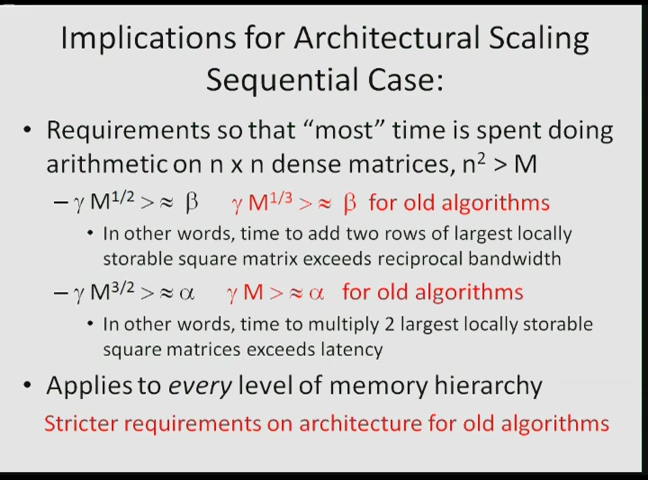 Implications for Architectural Scaling
Sequential Case:
• Requirements so that “most” time is spent doing
arithmetic on n x n dense matrices, n² > M
– γ M^1/2 >≈ β γ M^1/3 >≈ β for old algorithms
• In other words, time to add two rows of largest locally
storable square matrix exceeds reciprocal bandwidth
– γ M^3/2 >≈ α γ M >≈ α for old algorithms
• In other words, time to multiply 2 largest locally storable
square matrices exceeds latency
• Applies to every level of memory hierarchy
Stricter requirements on architecture for old algorithms